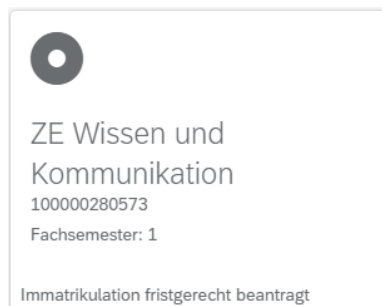 ZE Wissen und
Kommunikation
100000280573
Fachsemester: 1
Immatrikulation fristgerecht beantragt